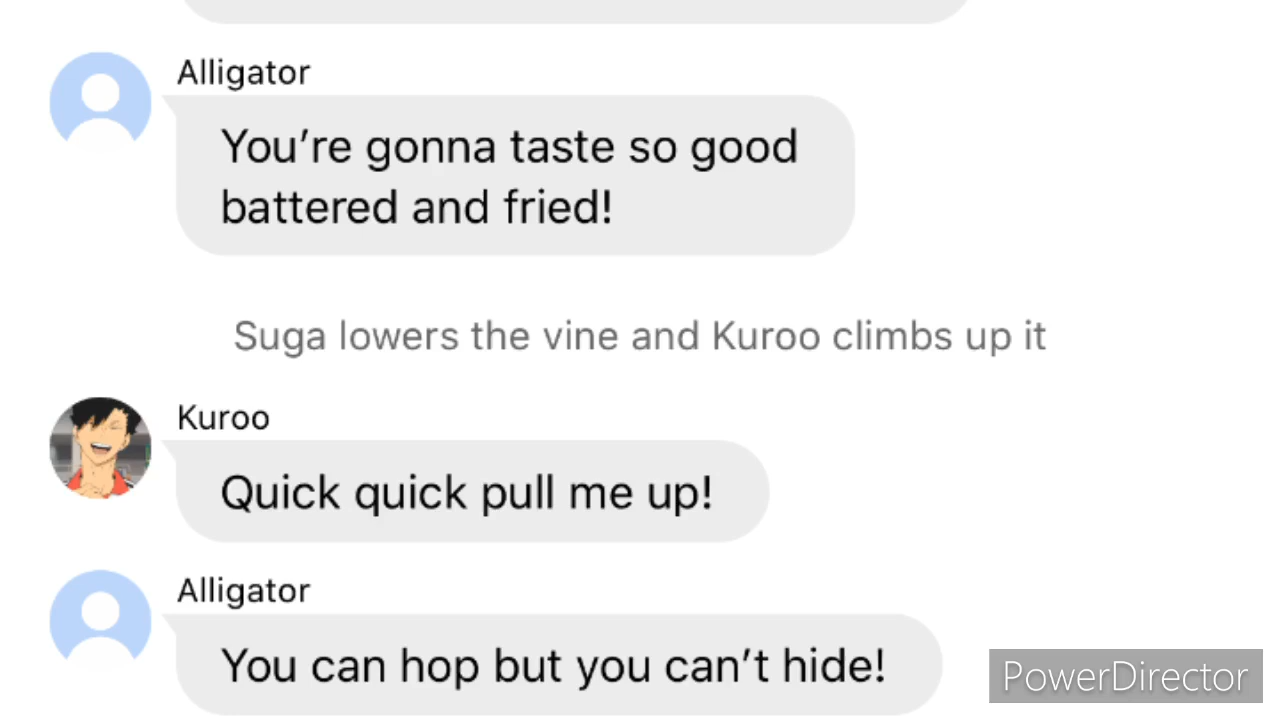 Alligator
You’re gonna taste so good
battered and fried!
Suga lowers the vine and Kuroo climbs up it
Kuroo
Quick quick pull me up!
Alligator
You can hop but you can’t hide!
PowerDirector